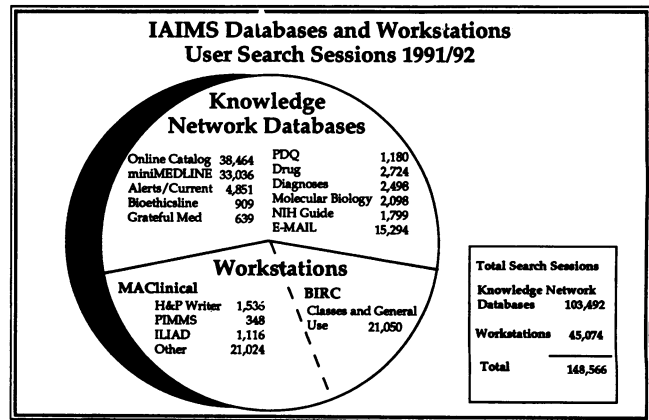 IAIMS Databases and Workstations
User Search Sessions 1991/92
Knowledge
Network Databases
Online Catalog 38,464
miniMEDLINE 33,036
Alerts/Current 4,851
Bioethicsline 909
Grateful Med 639
PDQ 1,180
Drug 2,724
Diagnoses 2,498
Molecular Biology 2,098
NIH Guide 1,799
E-MAIL 15,294
Workstations
MAClinical
H&P Writer 1,536
PIMMS 348
ILIAD 1,116
Other 21,024
BIRC
Classes and General
Use 21,050
Total Search Sessions
Knowledge Network
Databases 103,492
Workstations 45,074
Total 148,566